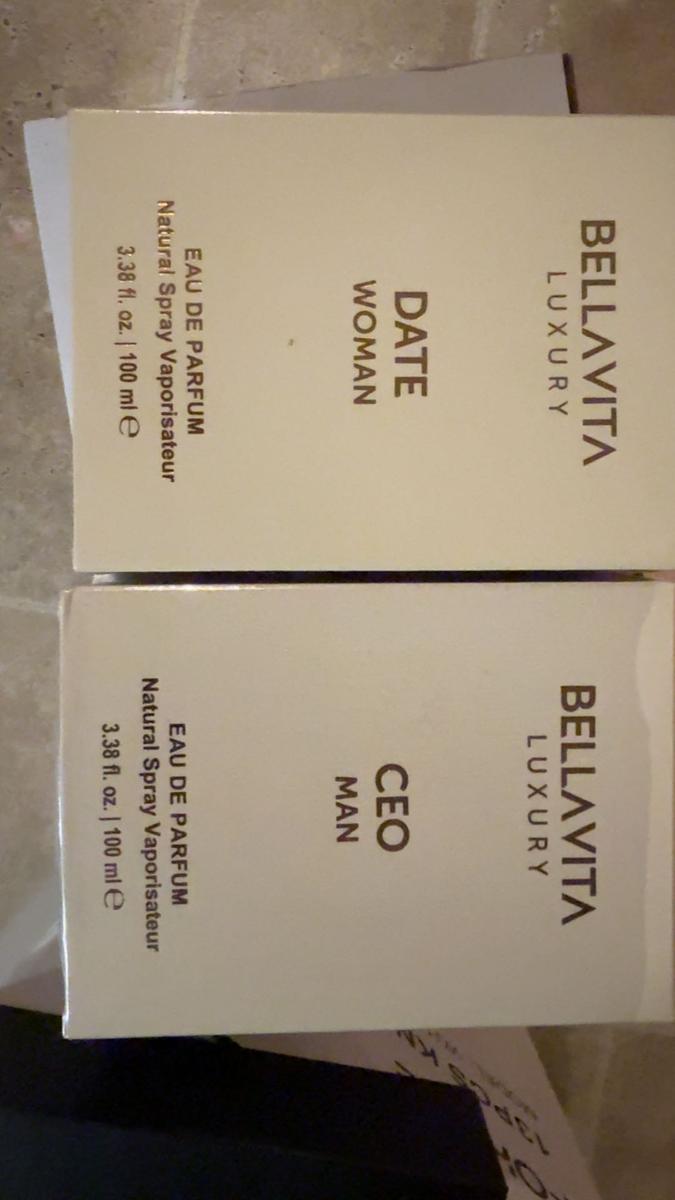 BELLAVITA
LUXURY
DATE
WOMAN
EAU DE PARFUM
Natural Spray Vaporisateur
3.38 fl. oz. | 100 ml ℮
BELLAVITA
LUXURY
CEO
MAN
EAU DE PARFUM
Natural Spray Vaporisateur
3.38 fl. oz. | 100 ml ℮